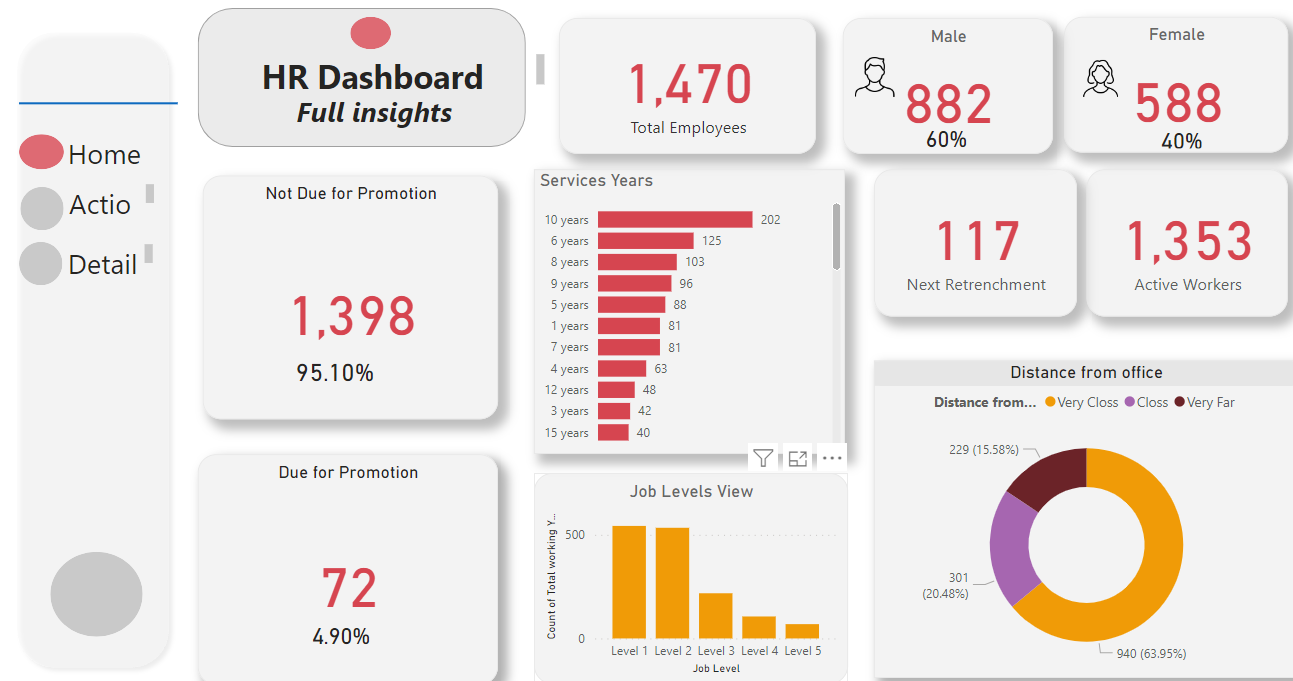 HR Dashboard
Full insights
Home
Actio
Detail
1,470
Total Employees
Male
882
60%
Female
588
40%
Not Due for Promotion
1,398
95.10%
Due for Promotion
72
4.90%
Services Years
10 years 202
6 years 125
8 years 103
9 years 96
5 years 88
1 years 81
7 years 81
4 years 63
12 years 48
3 years 42
15 years 40
117
Next Retrenchment
1,353
Active Workers
Job Levels View
Count of Total working Y...
500
0
Level 1 Level 2 Level 3 Level 4 Level 5
Job Level
Distance from office
Distance from... Very Closs Closs Very Far
229 (15.58%)
301
(20.48%)
940 (63.95%)